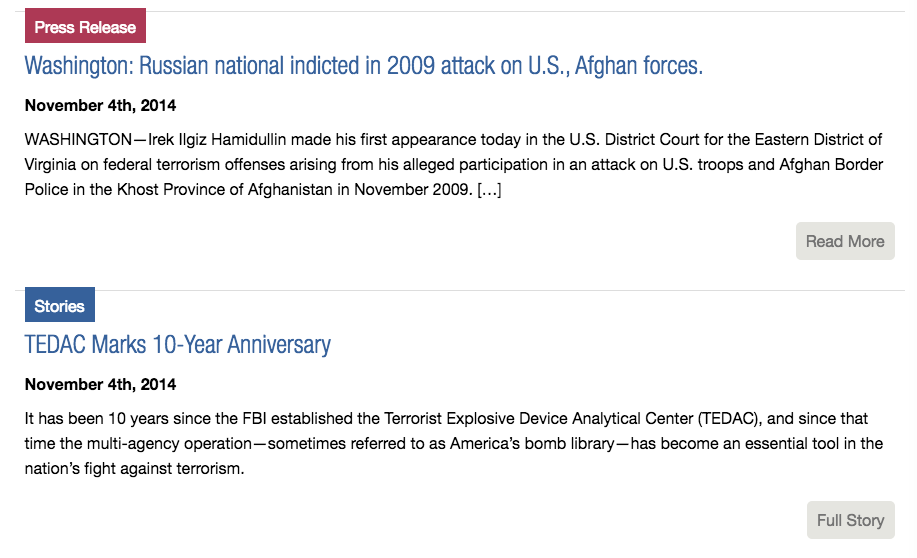 Press Release
Washington: Russian national indicted in 2009 attack on U.S., Afghan forces.
November 4th, 2014
WASHINGTON—Irek Ilgiz Hamidullin made his first appearance today in the U.S. District Court for the Eastern District of
Virginia on federal terrorism offenses arising from his alleged participation in an attack on U.S. troops and Afghan Border
Police in the Khost Province of Afghanistan in November 2009. […]
Read More
Stories
TEDAC Marks 10-Year Anniversary
November 4th, 2014
It has been 10 years since the FBI established the Terrorist Explosive Device Analytical Center (TEDAC), and since that
time the multi-agency operation—sometimes referred to as America’s bomb library—has become an essential tool in the
nation’s fight against terrorism.
Full Story